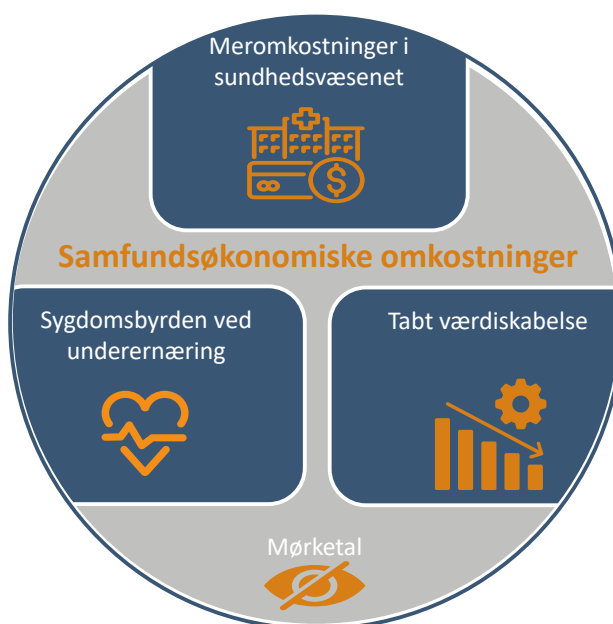 Meromkostninger i
sundhedsvæsenet
$
Samfundsøkonomiske omkostninger
Sygdomsbyrden ved
underernæring
Tabt værdiskabelse
Mørketal